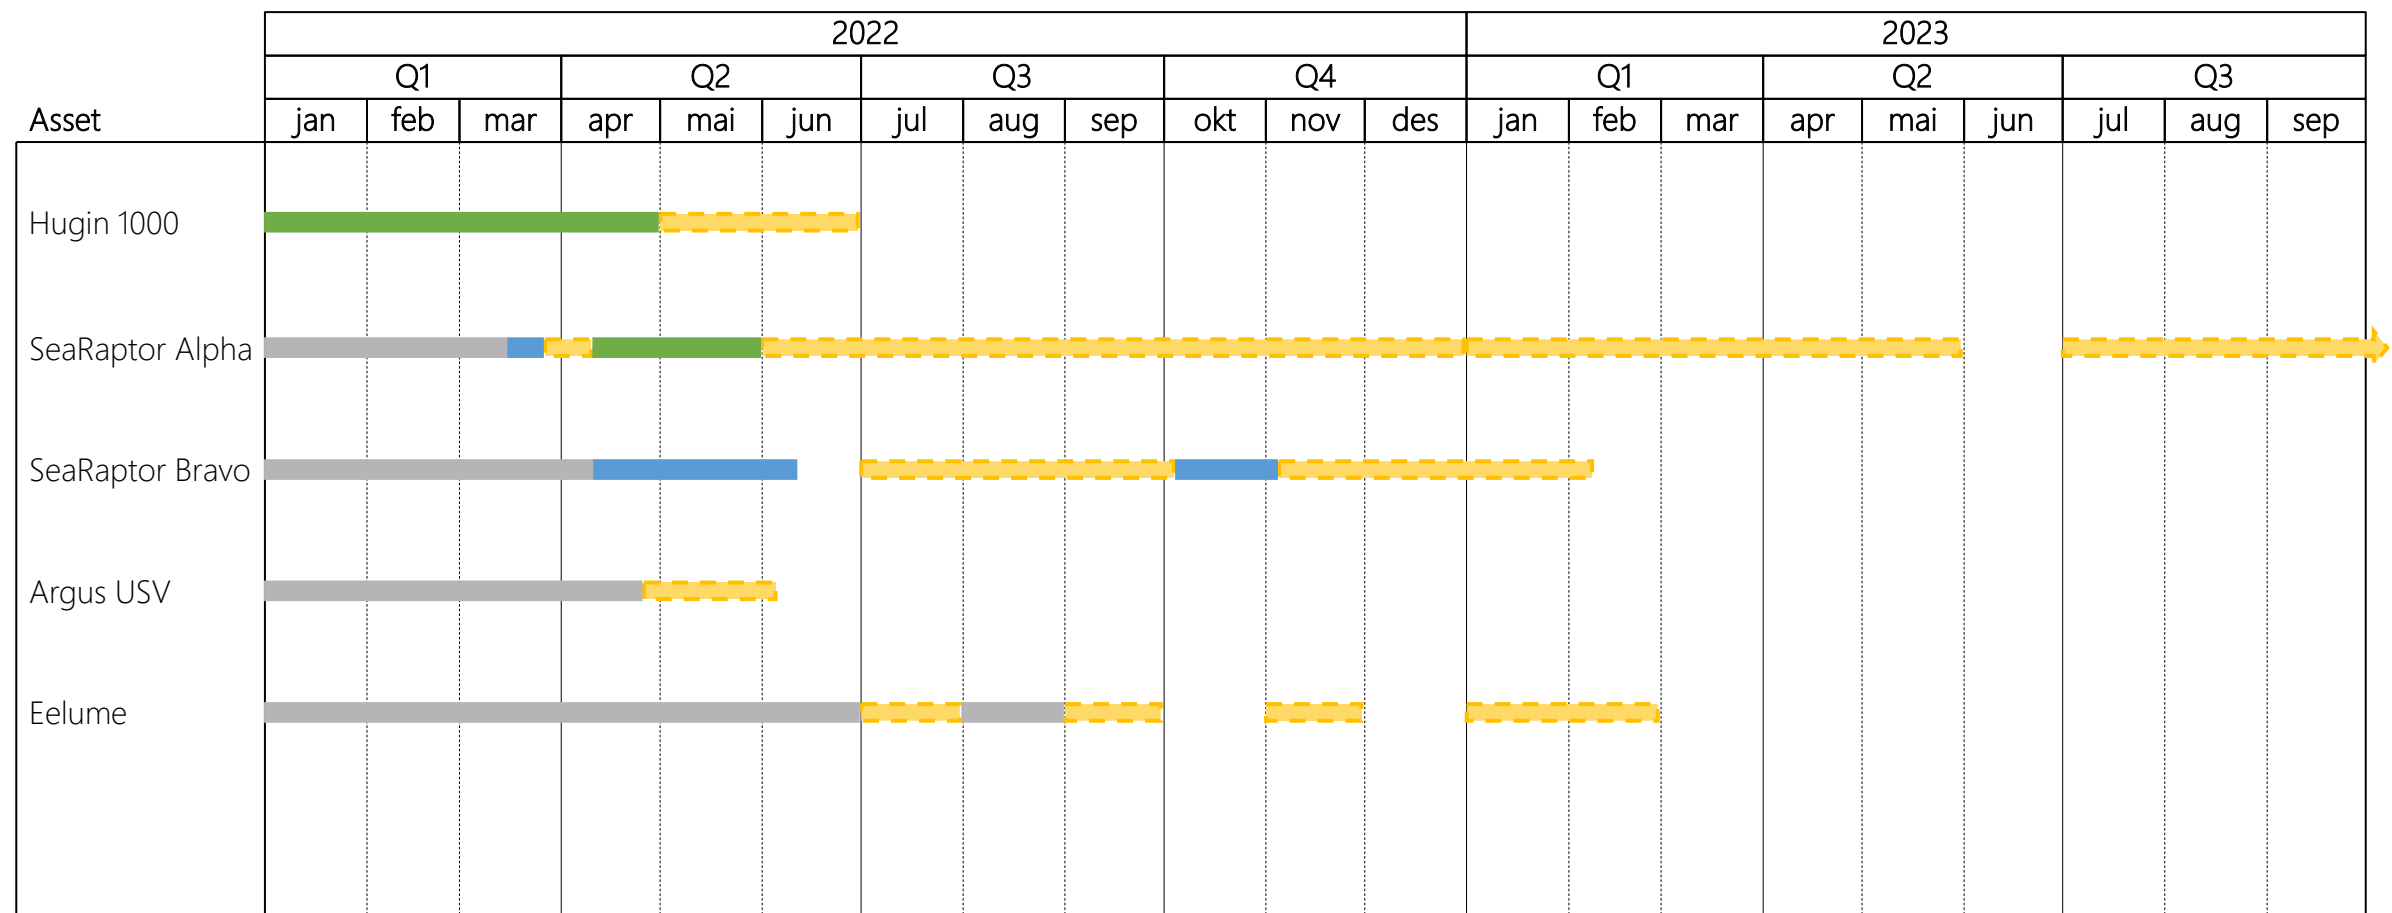 2022 2023
Q1 Q2 Q3 Q4 Q1 Q2 Q3
Asset jan feb mar apr mai jun jul aug sep okt nov des jan feb mar apr mai jun jul aug sep
Hugin 1000
SeaRaptor Alpha
SeaRaptor Bravo
Argus USV
Eelume